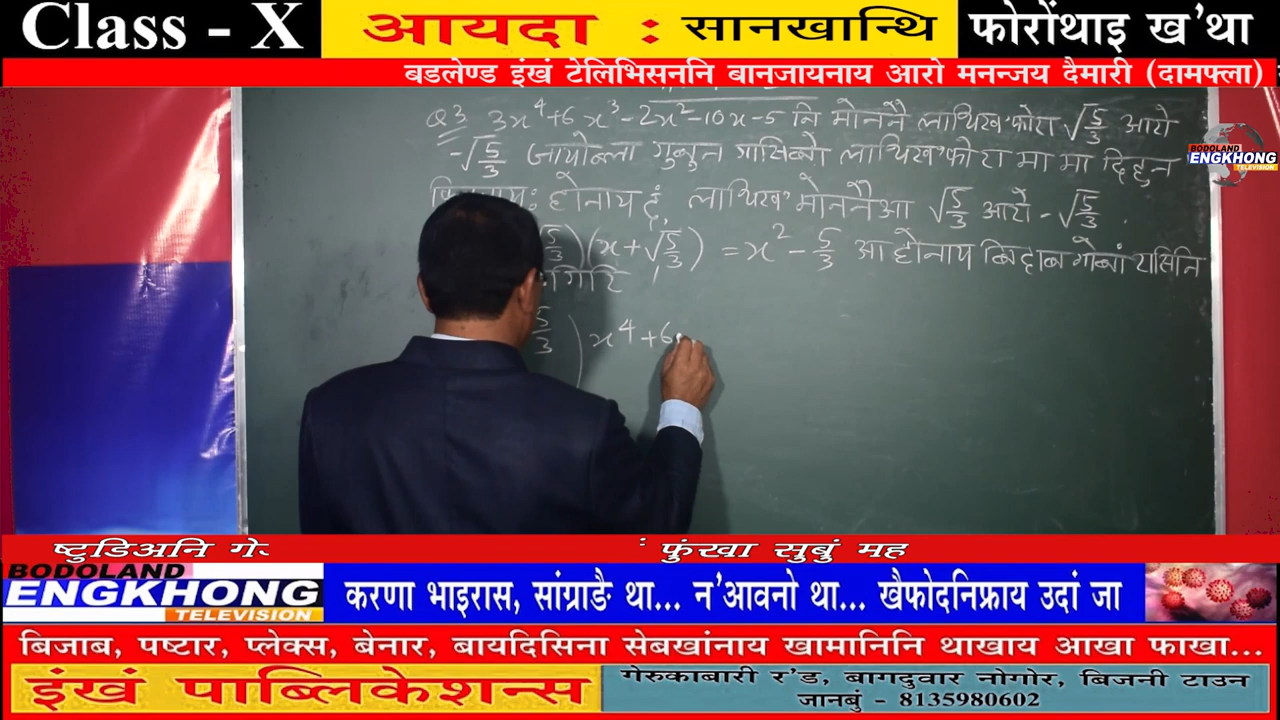 Class - X आयदा : सानखान्थि फोरोंथाइ ख'था
बडलेण्ड इंखं टेलिभिसननि बानजायनाय आरो मनन्जय दैमारी (दामफ्ला)
Q3 3x⁴+6x³-2x²-10x-5 नि मोननै लाथिख' फोरा √5/3 आरो
-√5/3 जायोब्ला गुबुन गासिबो लाथिख' फोरा मा मा दिहुन
होनाय दं, लाथिख' मोननैआ √5/3 आरो -√5/3.
(x+√5/3) = x² - 5/3 आ होनाय बिदाब गोबां रासिनि
गिरि,
5/3 ) x⁴ +6
BODOLAND
ENGKHONG
TELEVISION
ष्टुडिअनि फुंखा सुबुं मह
BODOLAND
ENGKHONG
TELEVISION
करणा भाइरास, सांग्राङै था... न'आवनो था... खैफोदनिफ्राय उदां जा
बिजाब, पष्टार, प्लेक्स, बेनार, बायदिसिना सेबखांनाय खामानिनि थाखाय आखा फाखा...
इंखं पाब्लिकेशन्स
गेरुकाबारी र'ड, बागदुवार नोगोर, बिजनी टाउन
जानबुं - 8135980602